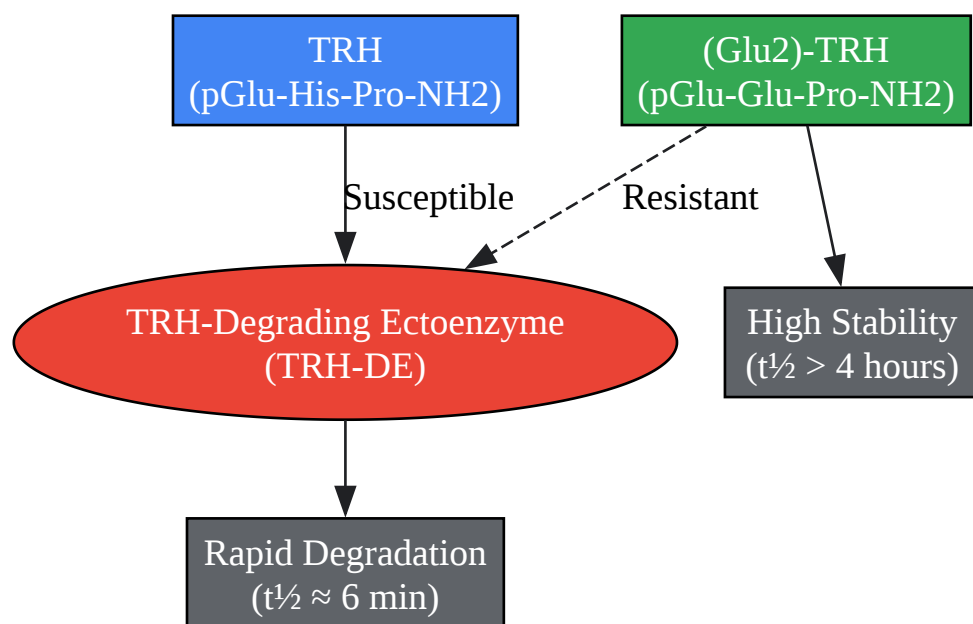 TRH
(pGlu-His-Pro-NH2)
(Glu2)-TRH
(pGlu-Glu-Pro-NH2)
Susceptible
Resistant
TRH-Degrading Ectoenzyme
(TRH-DE)
High Stability
(t½ > 4 hours)
Rapid Degradation
(t½ ≈ 6 min)